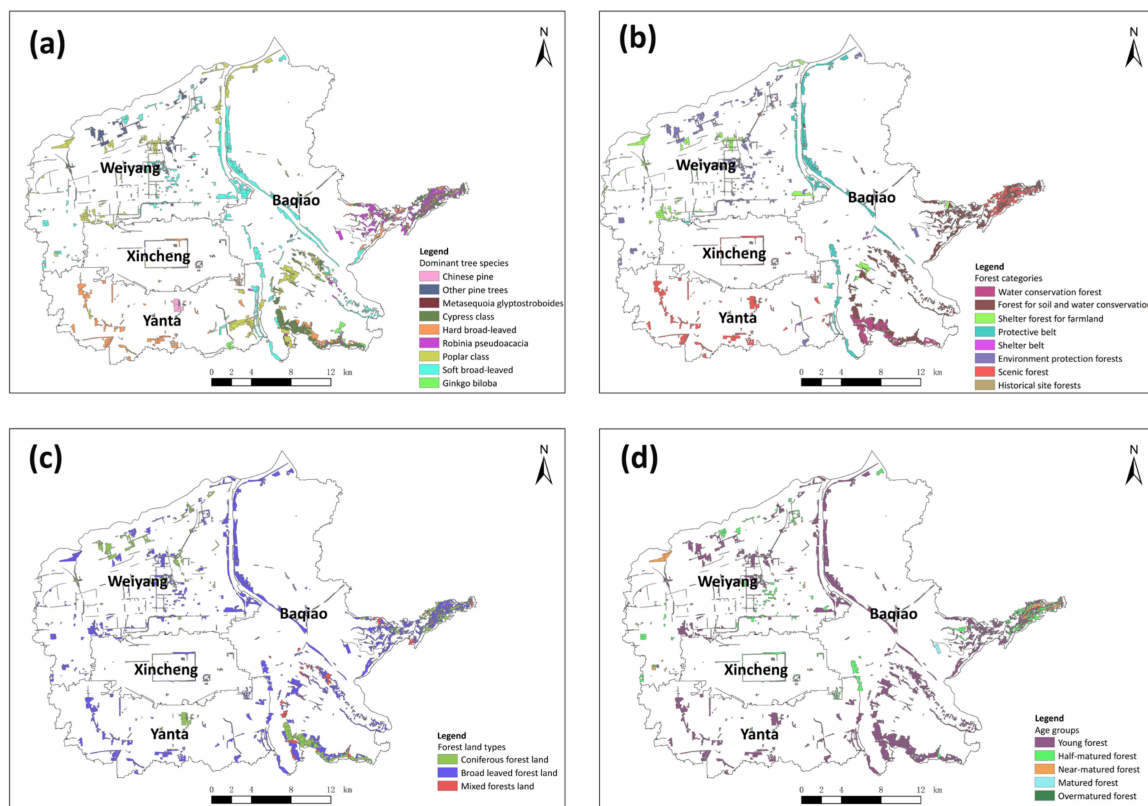 (a)
N
Weiyang
Baqiao
Xincheng
Yanta
Legend
Dominant tree species
Chinese pine
Other pine trees
Metasequoia glyptostroboides
Cypress class
Hard broad-leaved
Robinia pseudoacacia
Poplar class
Soft broad-leaved
Ginkgo biloba
0 2 4 8 12 km
(b)
N
Weiyang
Baqiao
Xincheng
Yanta
Legend
Forest categories
Water conservation forest
Forest for soil and water convservation
Shelter forest for farmland
Protective belt
Shelter belt
Environment protection forests
Scenic forest
Historical site forests
0 2 4 8 12 km
(c)
N
Weiyang
Baqiao
Xincheng
Yanta
Legend
Forest land types
Coniferous forest land
Broad leaved forest land
Mixed forests land
0 2 4 8 12 km
(d)
N
Weiyang
Baqiao
Xincheng
Yanta
Legend
Age groups
Young forest
Half-matured forest
Near-matured forest
Matured forest
Overmatured forest
0 2 4 8 12 km